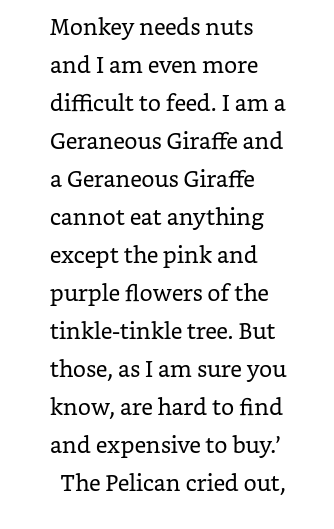 Monkey needs nuts
and I am even more
difficult to feed. I am a
Geraneous Giraffe and
a Geraneous Giraffe
cannot eat anything
except the pink and
purple flowers of the
tinkle-tinkle tree. But
those, as I am sure you
know, are hard to find
and expensive to buy.’
The Pelican cried out,